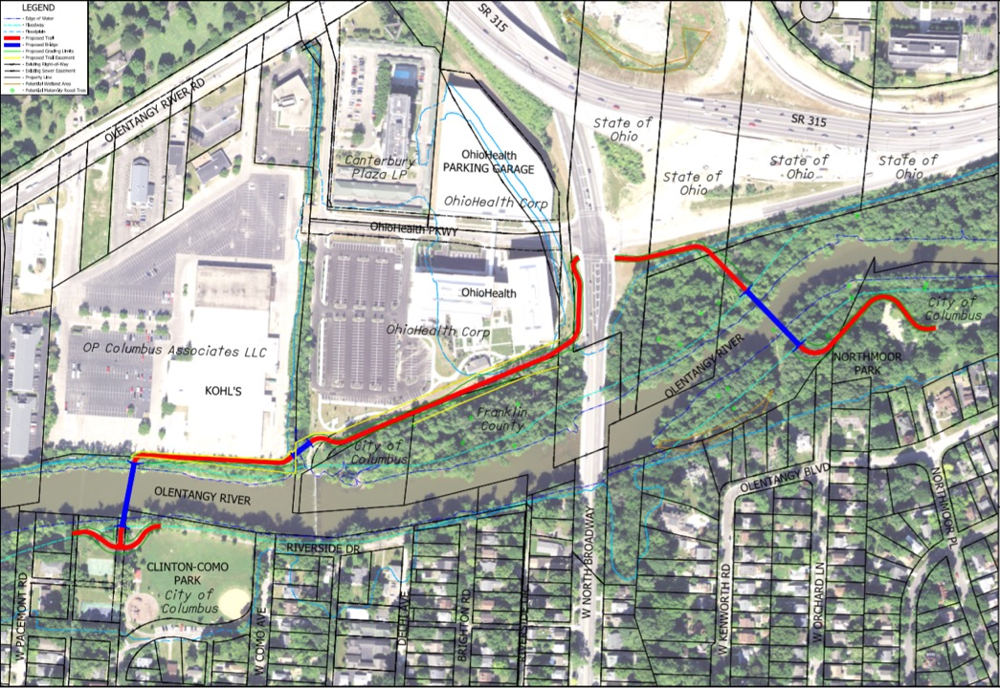 LEGEND
Edge of Water
Floodway
Floodplain
Proposed Trail
Proposed Bridge
Proposed Grading Limits
Proposed Trail Easement
Existing Right-of-Way
Existing Sewer Easement
Property Line
Potential Wetland Area
Potential Maternity Roost Tree
SR 315
OLENTANGY RIVER RD
SR 315
State of
Ohio
State of
Ohio
State of
Ohio
State of
Ohio
Canterbury
Plaza LP
OhioHealth
PARKING GARAGE
OhioHealth Corp
OhioHealth PKWY
OhioHealth
OhioHealth Corp
OP Columbus Associates LLC
KOHL'S
City of
Columbus
NORTHMOOR
PARK
OLENTANGY RIVER
Franklin
County
City of
Columbus
OLENTANGY RIVER
OLENTANGY BLVD
NORTHMOOR PL
RIVERSIDE DR
CLINTON-COMO
PARK
City of
Columbus
W PACEMONT RD
W COMO AVE
DELHI AVE
BRIGHTON RD
RIVERSIDE DR
W NORTH BROADWAY
W KENWORTH RD
W ORCHARD LN